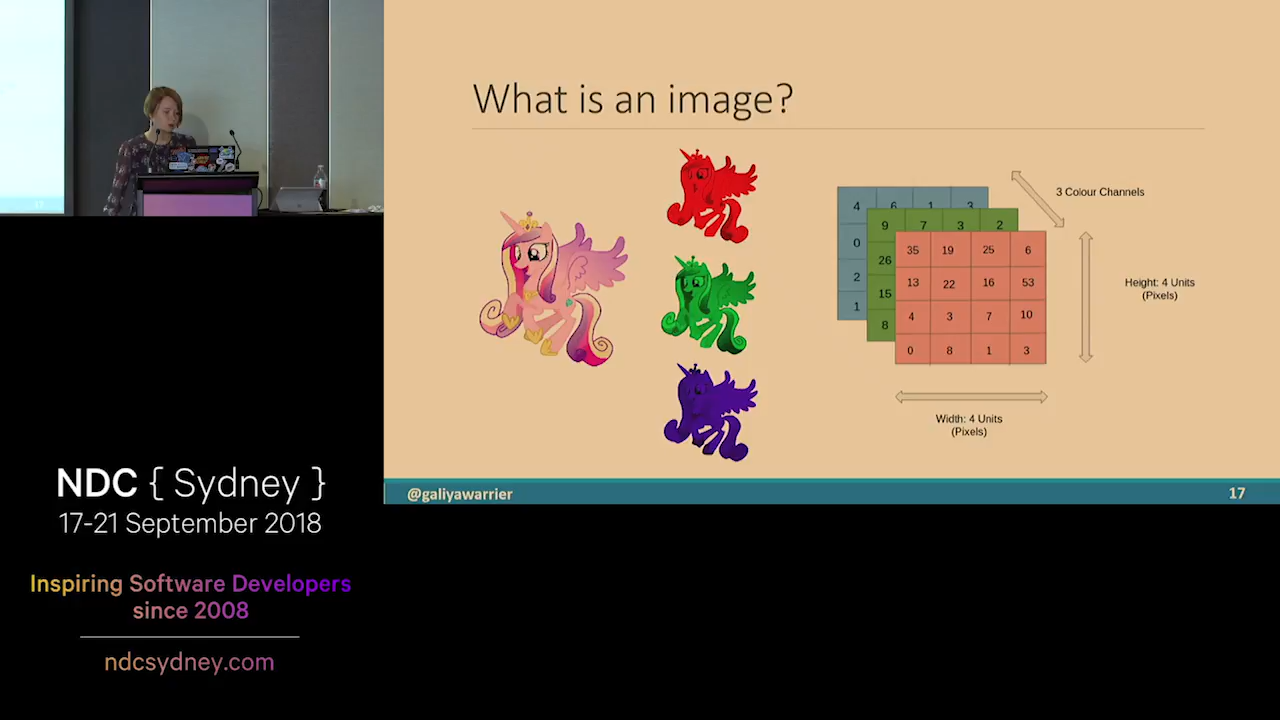 What is an image?
4 6 1 3
0
2
1
9 7 3 2
26
15
8
35 19 25 6
13 22 16 53
4 3 7 10
0 8 1 3
3 Colour Channels
Height: 4 Units
(Pixels)
Width: 4 Units
(Pixels)
@galiyawarrier
17
NDC { Sydney }
17-21 September 2018
Inspiring Software Developers
since 2008
ndcsydney.com